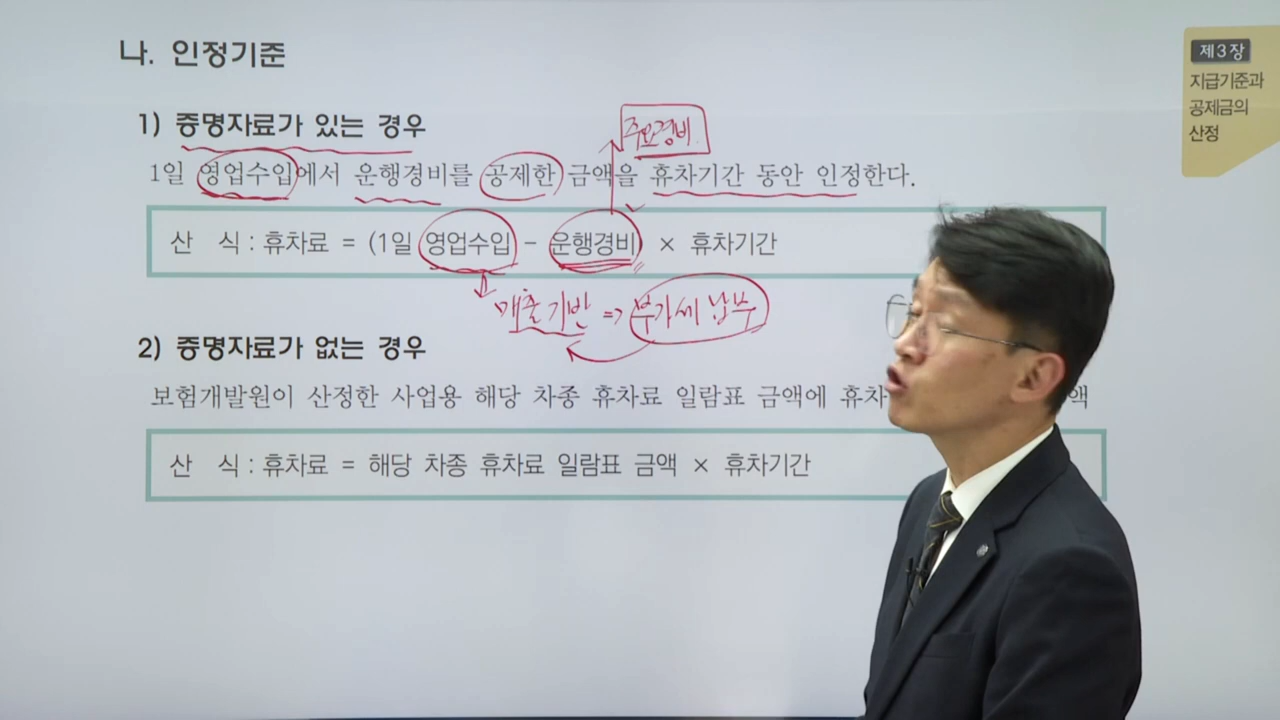 나. 인정기준
제3장
지급기준과
공제금의
산정
1) 증명자료가 있는 경우
주요경비
1일 영업수입에서 운행경비를 공제한 금액을 휴차기간 동안 인정한다.
산 식 : 휴차료 = (1일 영업수입 - 운행경비) × 휴차기간
매출기반 => 부가세 납부
2) 증명자료가 없는 경우
보험개발원이 산정한 사업용 해당 차종 휴차료 일람표 금액에 휴차 액
산 식 : 휴차료 = 해당 차종 휴차료 일람표 금액 × 휴차기간